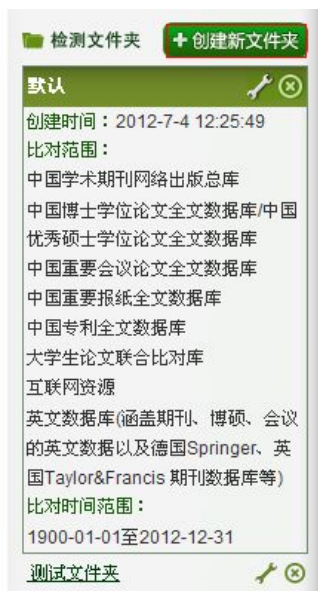 检测文件夹
创建新文件夹
默认
创建时间：2012-7-4 12:25:49
比对范围：
中国学术期刊网络出版总库
中国博士学位论文全文数据库/中国
优秀硕士学位论文全文数据库
中国重要会议论文全文数据库
中国重要报纸全文数据库
中国专利全文数据库
大学生论文联合比对库
互联网资源
英文数据库(涵盖期刊、博硕、会议
的英文数据以及德国Springer、英
国Taylor&Francis 期刊数据库等)
比对时间范围：
1900-01-01至2012-12-31
测试文件夹